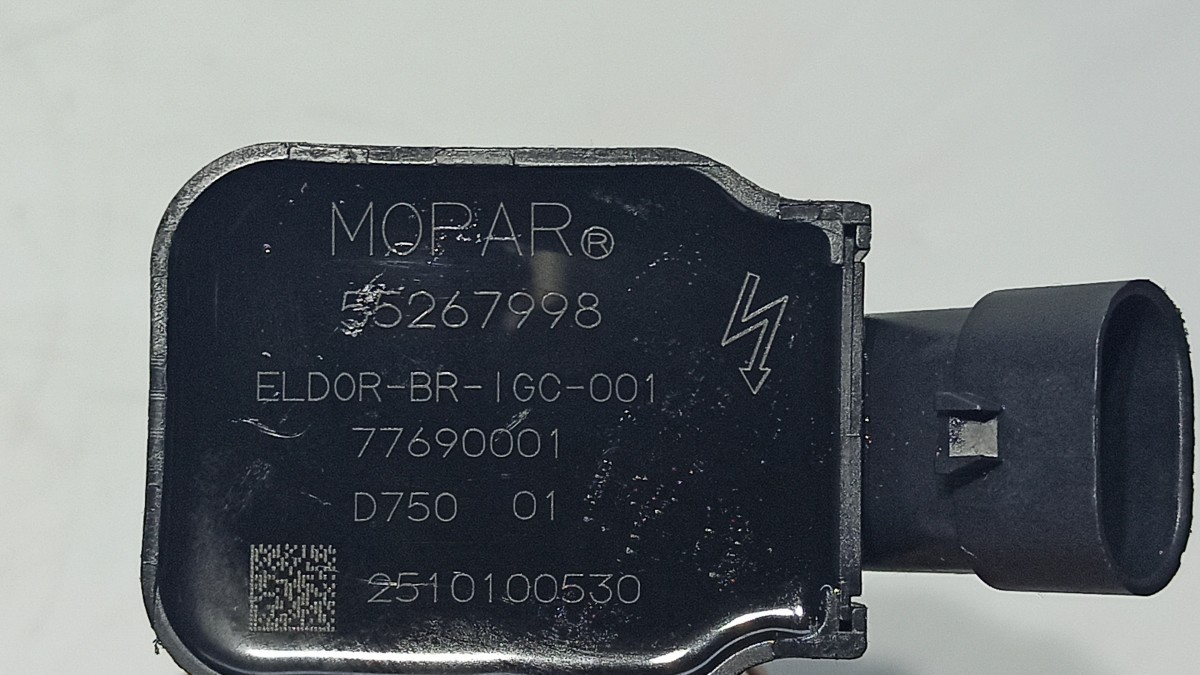 MOPAR®
55267998
ELDOR-BR-IGC-001
77690001
D750 01
2510100530